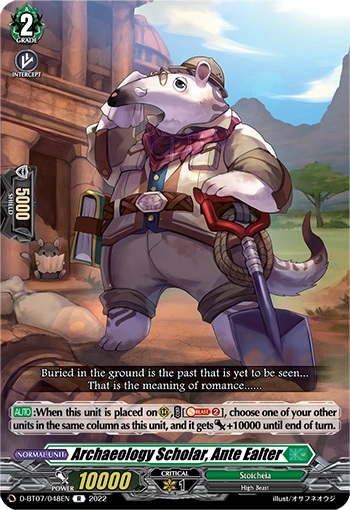 2
GRADE
INTERCEPT
5000
SHIELD
Buried in the ground is the past that is yet to be seen...
That is the meaning of romance......
AUTO:When this unit is placed on R, COST [SOUL BLAST 2], choose one of your other
units in the same column as this unit, and it gets +10000 until end of turn.
NORMAL UNIT Archaeology Scholar, Ante Ealter
POWER 10000 CRITICAL 1 Stoicheia
High Beast
D-BT07/048EN R 2022 illust/オサフネオウジ